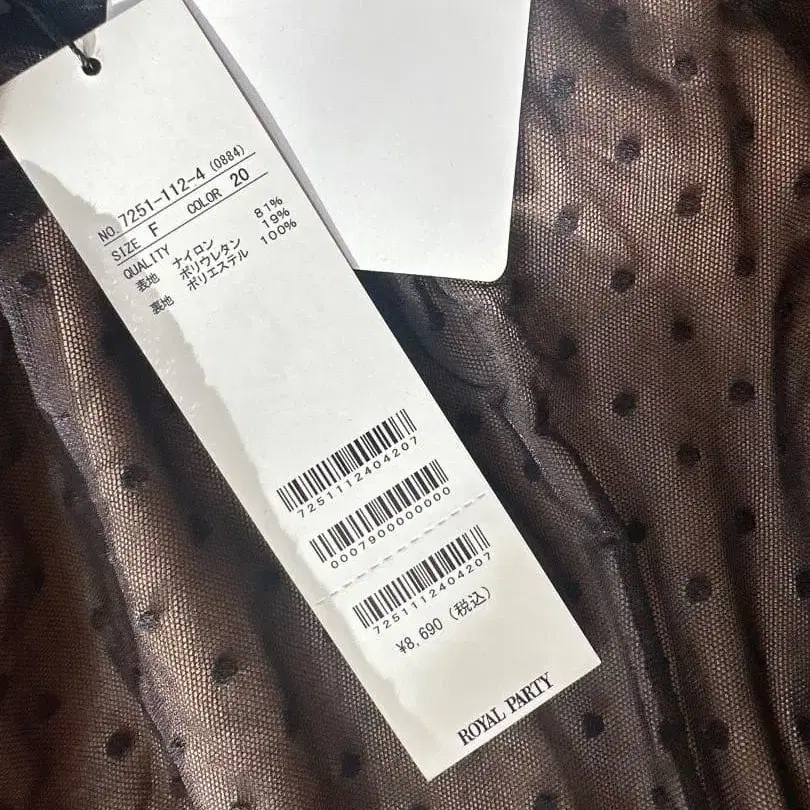 NO. 7251-112-4 (0884)
SIZE F COLOR 20
QUALITY
表地 ナイロン 81%
ポリウレタン 19%
裏地 ポリエステル 100%
7251112404207
0007900000000
7251112404207
¥8,690 (税込)
ROYAL PARTY